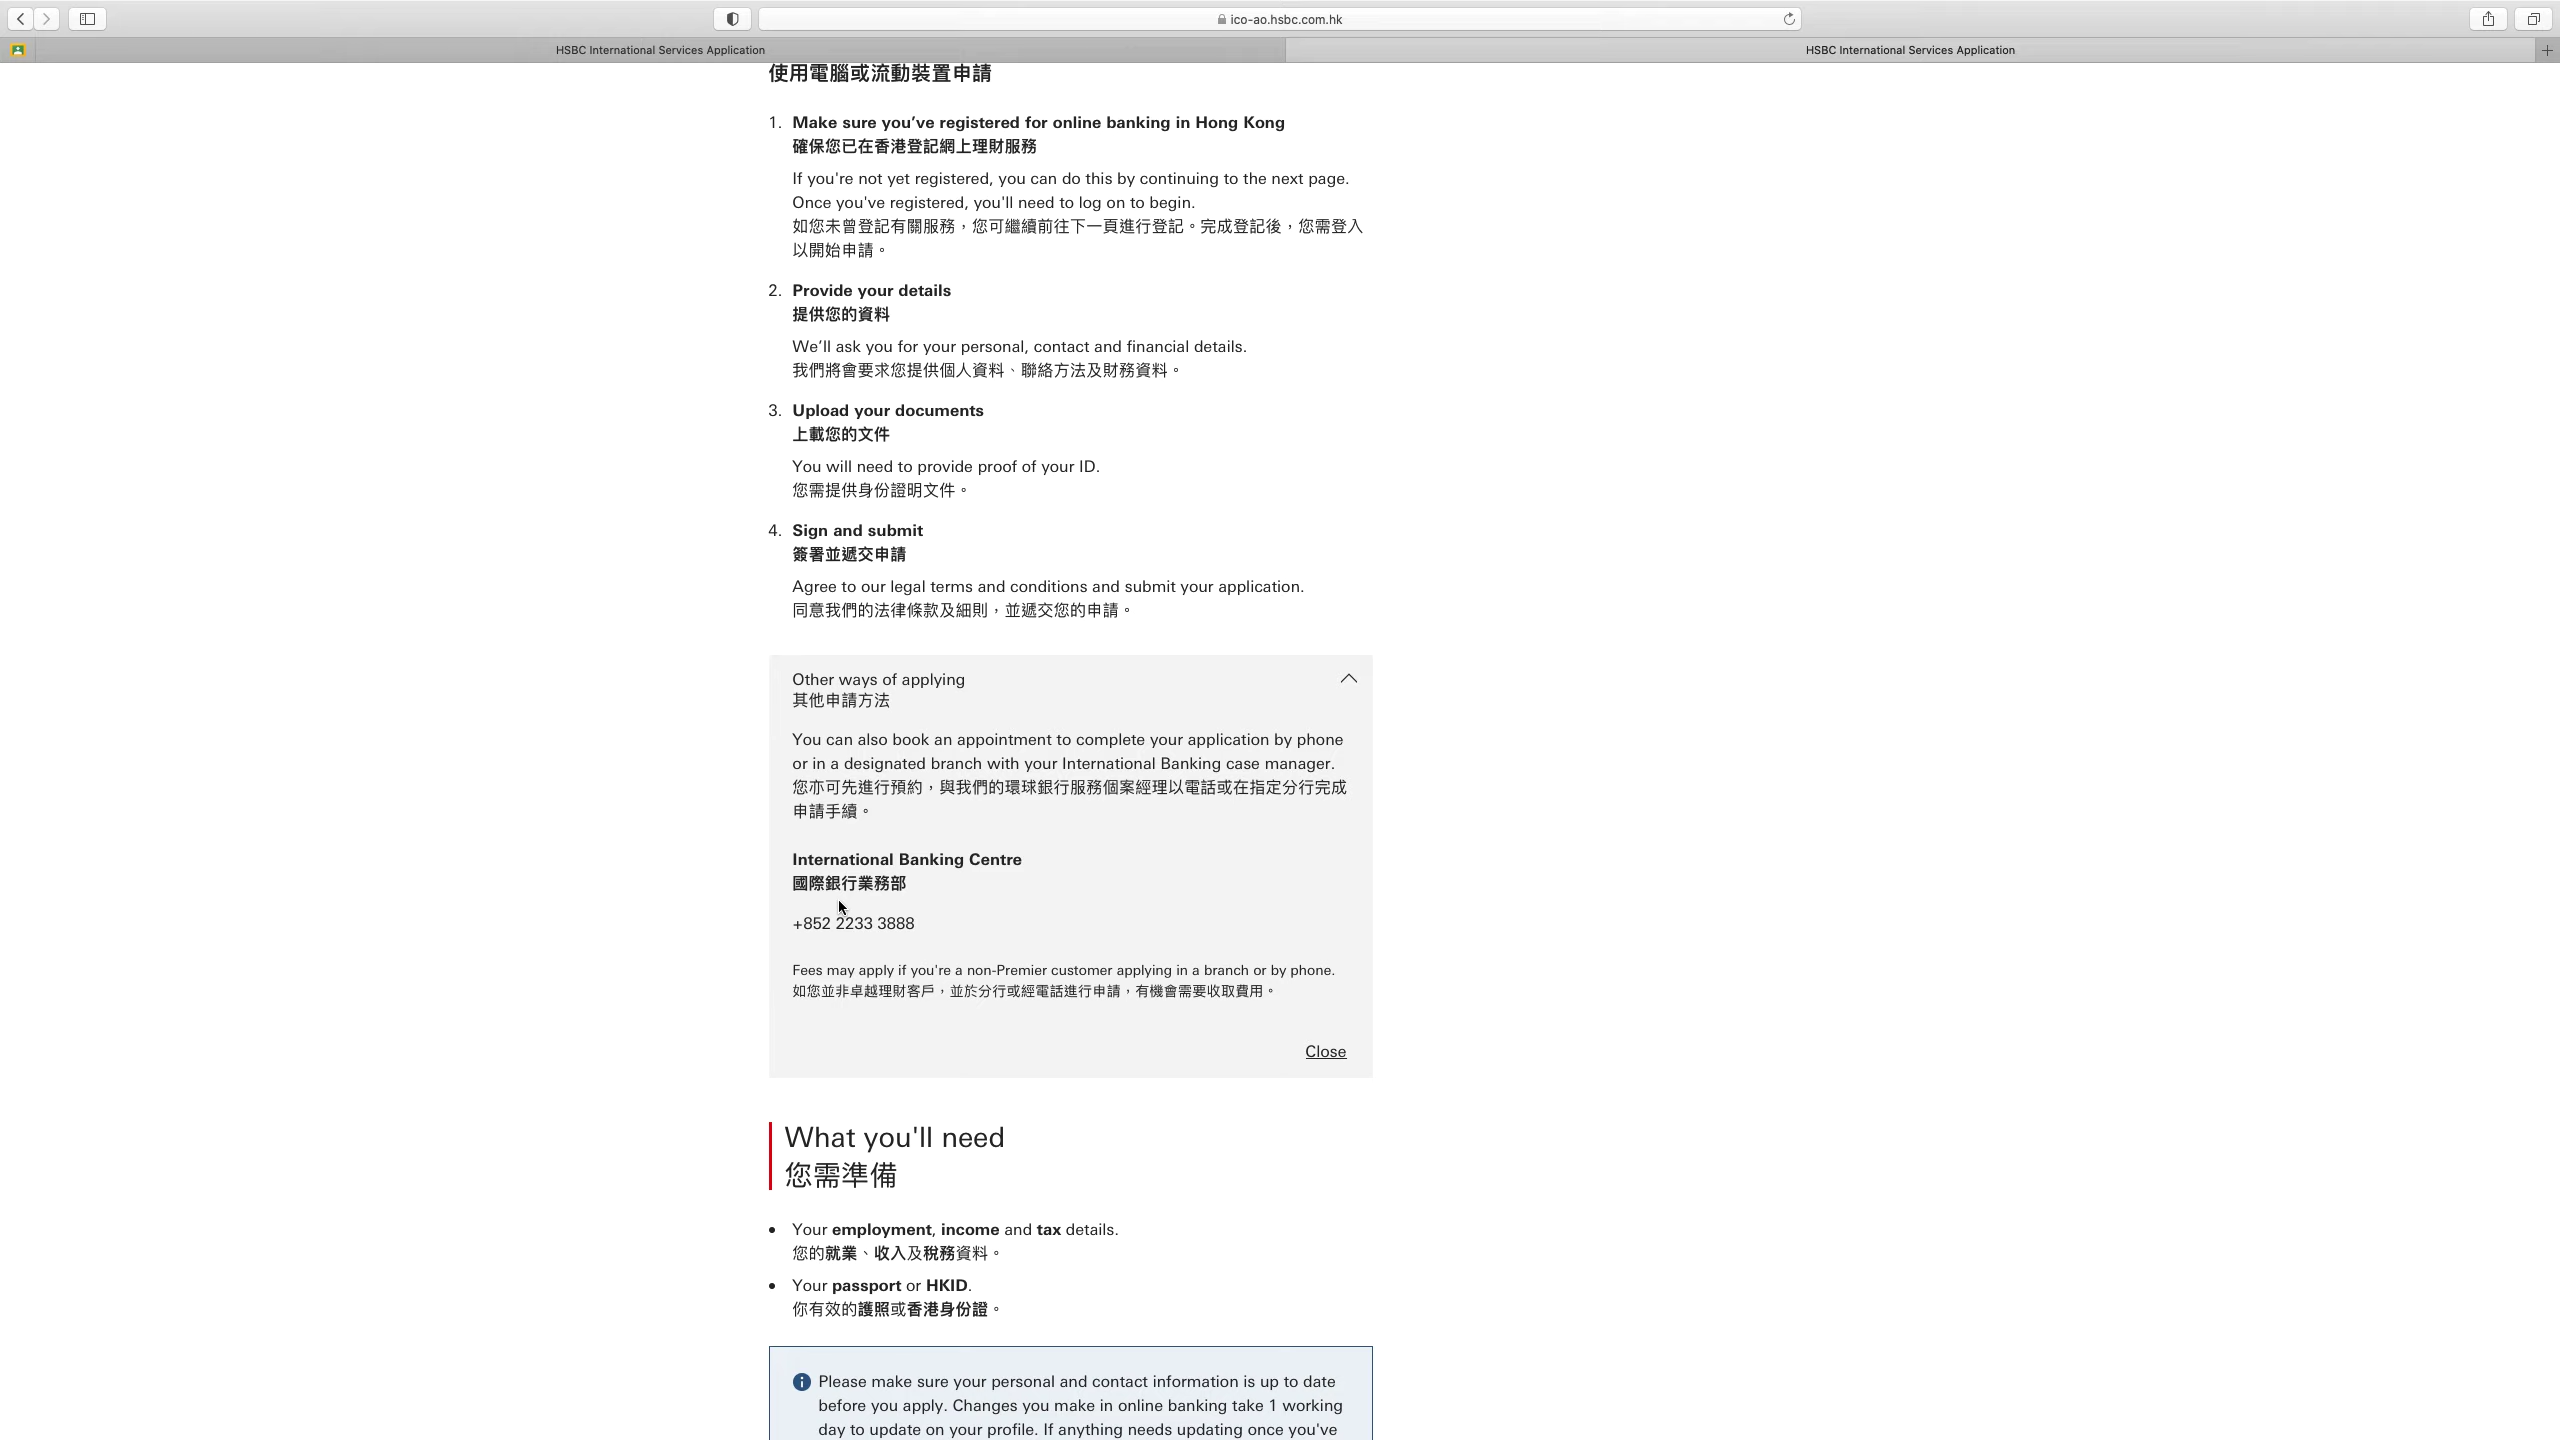 ico-ao.hsbc.com.hk
HSBC International Services Application
HSBC International Services Application
使用電腦或流動裝置申請
1. Make sure you’ve registered for online banking in Hong Kong
確保您已在香港登記網上理財服務
If you're not yet registered, you can do this by continuing to the next page.
Once you've registered, you'll need to log on to begin.
如您未曾登記有關服務，您可繼續前往下一頁進行登記。完成登記後，您需登入
以開始申請。
2. Provide your details
提供您的資料
We’ll ask you for your personal, contact and financial details.
我們將會要求您提供個人資料、聯絡方法及財務資料。
3. Upload your documents
上載您的文件
You will need to provide proof of your ID.
您需提供身份證明文件。
4. Sign and submit
簽署並遞交申請
Agree to our legal terms and conditions and submit your application.
同意我們的法律條款及細則，並遞交您的申請。
Other ways of applying
其他申請方法
You can also book an appointment to complete your application by phone
or in a designated branch with your International Banking case manager.
您亦可先進行預約，與我們的環球銀行服務個案經理以電話或在指定分行完成
申請手續。
International Banking Centre
國際銀行業務部
+852 2233 3888
Fees may apply if you're a non-Premier customer applying in a branch or by phone.
如您並非卓越理財客戶，並於分行或經電話進行申請，有機會需要收取費用。
Close
What you'll need
您需準備
• Your employment, income and tax details.
您的就業、收入及稅務資料。
• Your passport or HKID.
你有效的護照或香港身份證。
Please make sure your personal and contact information is up to date
before you apply. Changes you make in online banking take 1 working
day to update on your profile. If anything needs updating once you've